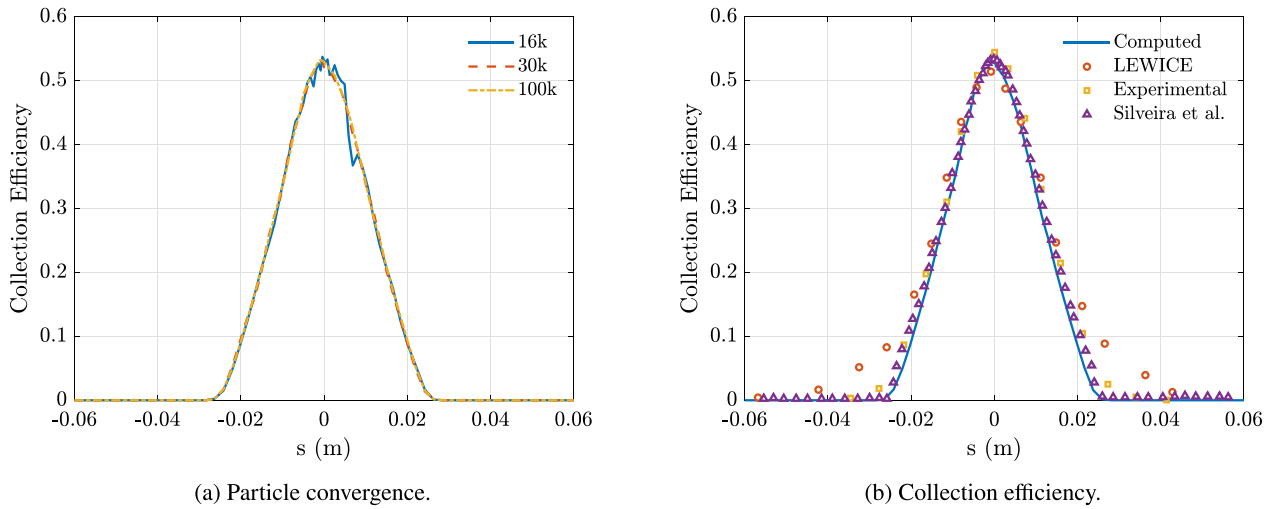 0.6
0.5
0.4
0.3
0.2
0.1
0
Collection Efficiency
-0.06
-0.04
-0.02
0
0.02
0.04
0.06
s (m)
16k
30k
100k
(a) Particle convergence.
0.6
0.5
0.4
0.3
0.2
0.1
0
Collection Efficiency
-0.06
-0.04
-0.02
0
0.02
0.04
0.06
s (m)
Computed
LEWICE
Experimental
Silveira et al.
(b) Collection efficiency.